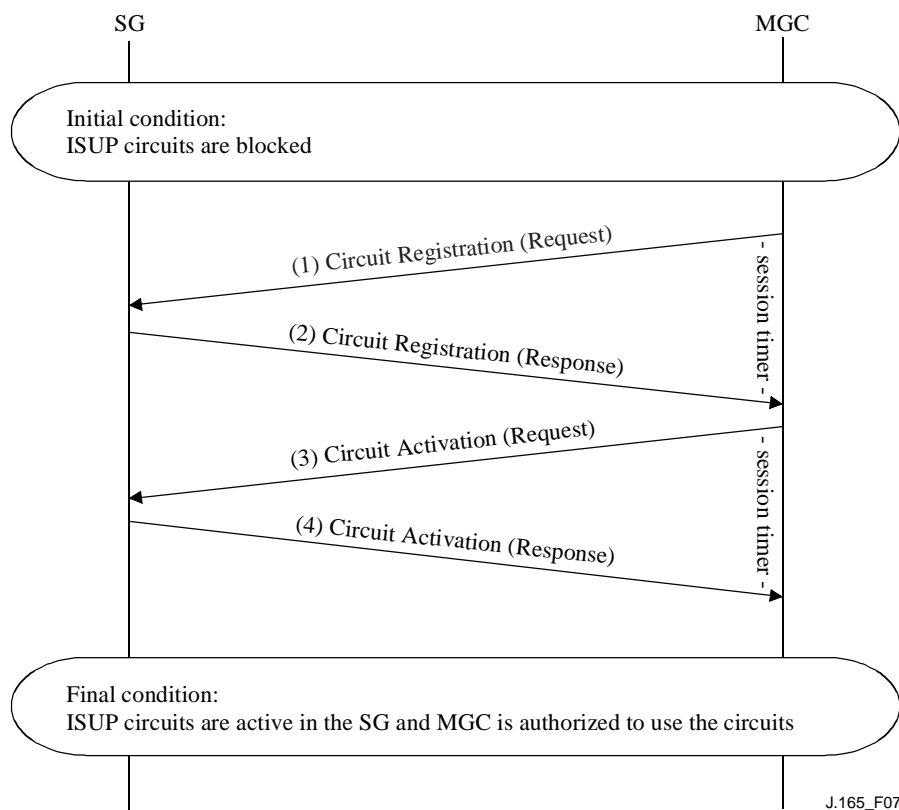 SG
MGC
Initial condition:
ISUP circuits are blocked
(1) Circuit Registration (Request)
- session timer -
(2) Circuit Registration (Response)
(3) Circuit Activation (Request)
- session timer -
(4) Circuit Activation (Response)
Final condition:
ISUP circuits are active in the SG and MGC is authorized to use the circuits
J.165_F07